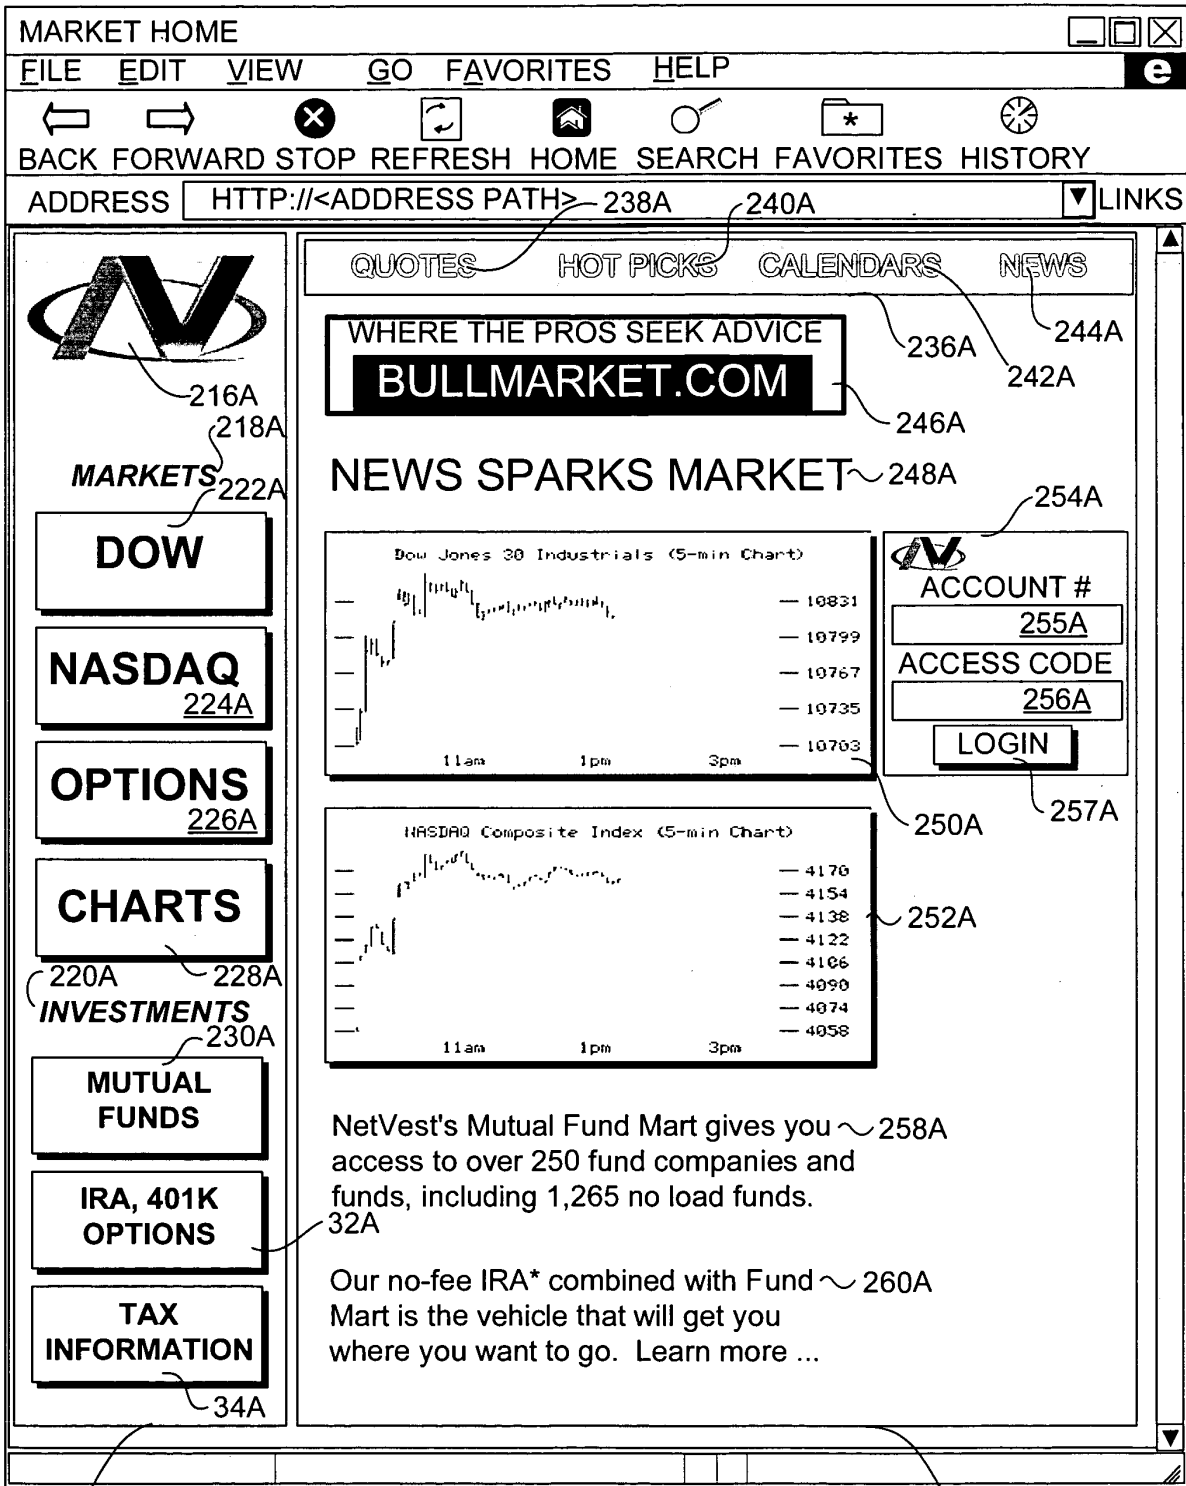 MARKET HOME
FILE EDIT VIEW GO FAVORITES HELP
e
BACK FORWARD STOP REFRESH HOME SEARCH FAVORITES HISTORY
ADDRESS HTTP://<ADDRESS PATH> LINKS
238A 240A
QUOTES HOT PICKS CALENDARS NEWS
244A
236A
242A
WHERE THE PROS SEEK ADVICE
BULLMARKET.COM
246A
216A
218A
MARKETS
222A
DOW
NASDAQ
224A
OPTIONS
226A
CHARTS
220A 228A
INVESTMENTS
230A
MUTUAL
FUNDS
IRA, 401K
OPTIONS
32A
TAX
INFORMATION
34A
NEWS SPARKS MARKET 248A
Dow Jones 30 Industrials (5-min Chart)
10831
10799
10767
10735
10703
11am 1pm 3pm
250A
254A
ACCOUNT #
255A
ACCESS CODE
256A
LOGIN
257A
NASDAQ Composite Index (5-min Chart)
4170
4154
4138
4122
4106
4090
4074
4058
11am 1pm 3pm
252A
NetVest's Mutual Fund Mart gives you 258A
access to over 250 fund companies and
funds, including 1,265 no load funds.
Our no-fee IRA* combined with Fund 260A
Mart is the vehicle that will get you
where you want to go. Learn more ...